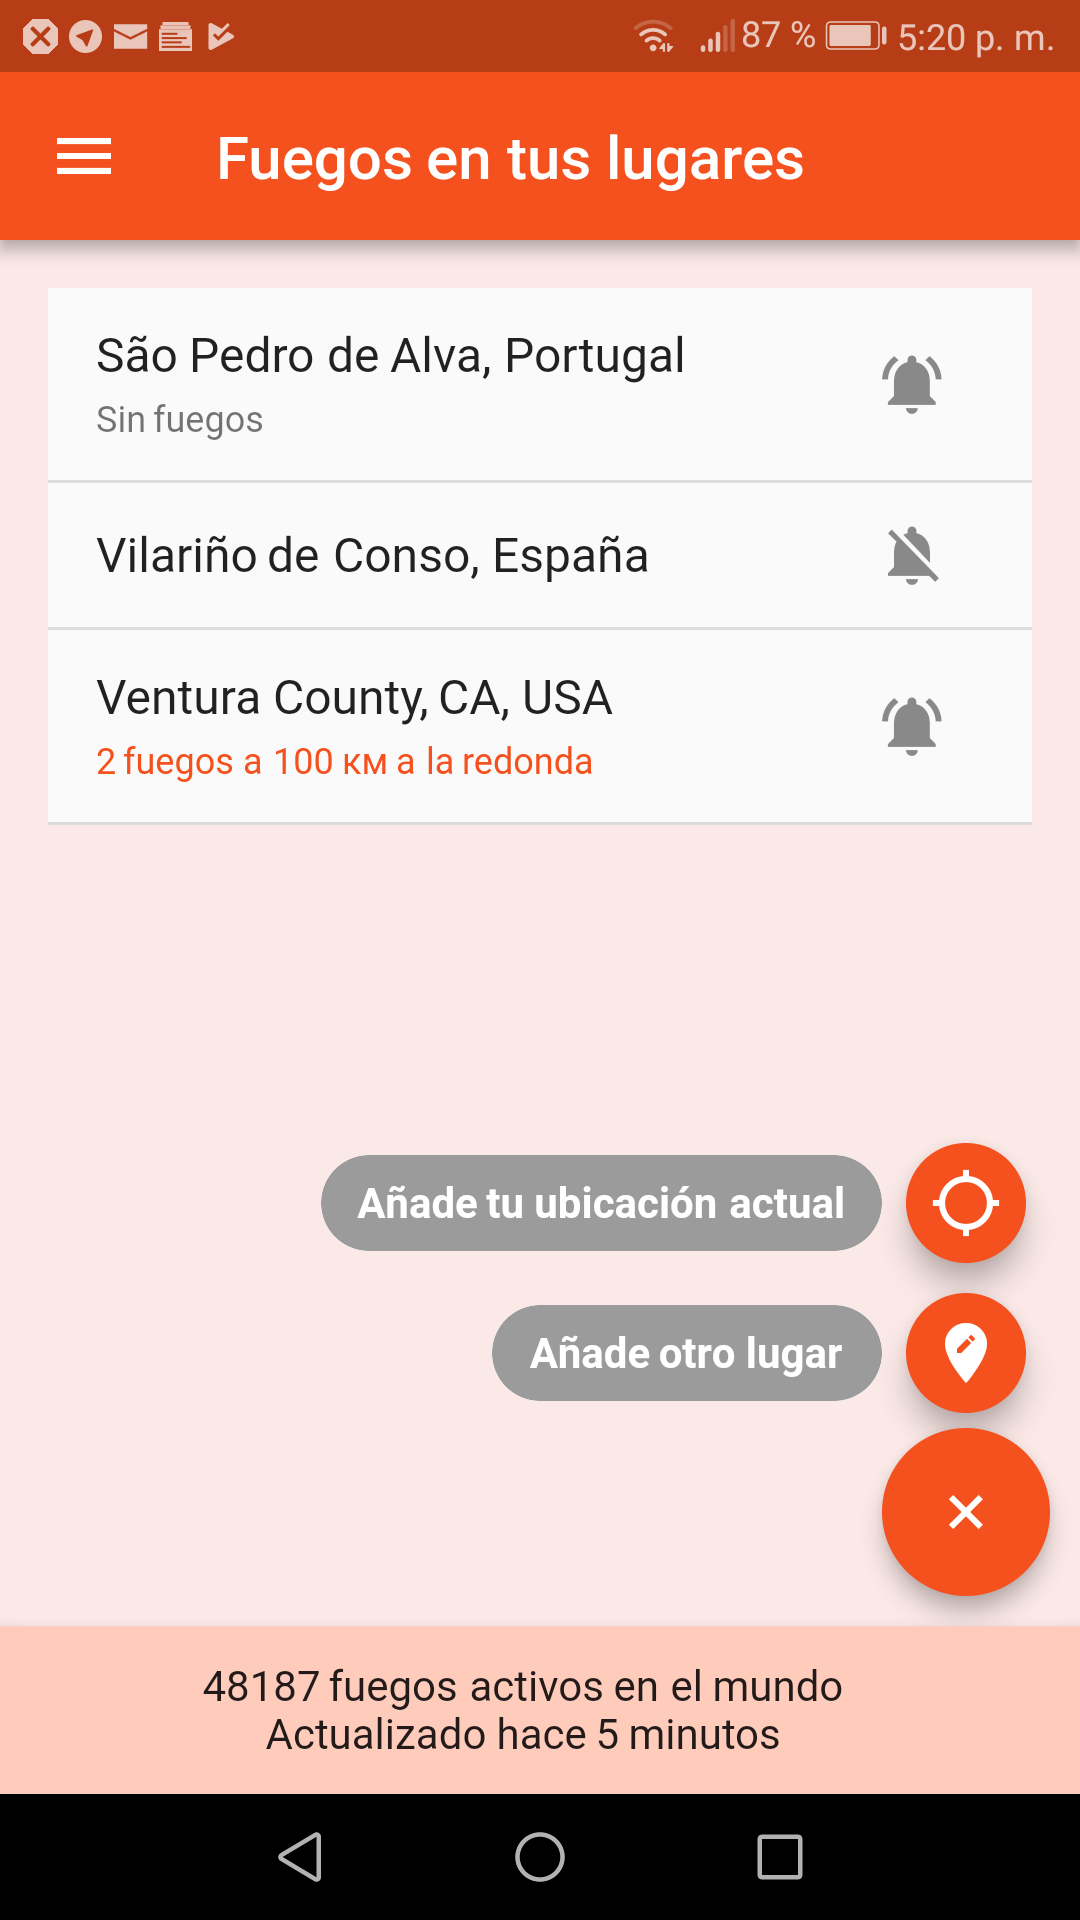 87 % 5:20 p. m.
Fuegos en tus lugares
São Pedro de Alva, Portugal
Sin fuegos
Vilariño de Conso, España
Ventura County, CA, USA
2 fuegos a 100 км a la redonda
Añade tu ubicación actual
Añade otro lugar
48187 fuegos activos en el mundo
Actualizado hace 5 minutos